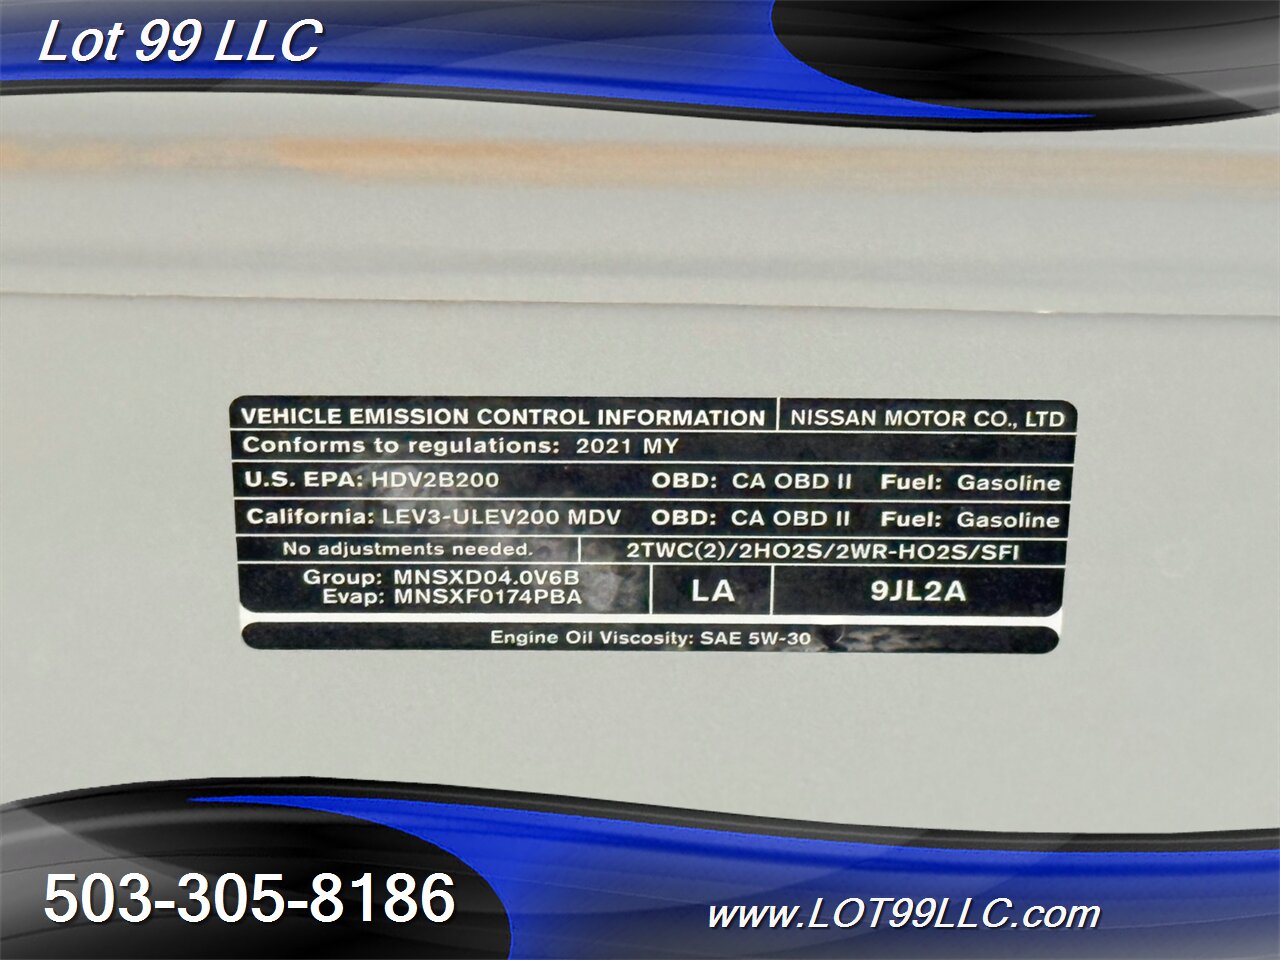 Lot 99 LLC
VEHICLE EMISSION CONTROL INFORMATION NISSAN MOTOR CO., LTD
Conforms to regulations: 2021 MY
U.S. EPA: HDV2B200 OBD: CA OBD II Fuel: Gasoline
California: LEV3-ULEV200 MDV OBD: CA OBD II Fuel: Gasoline
No adjustments needed. 2TWC(2)/2HO2S/2WR-HO2S/SFI
Group: MNSXD04.0V6B
Evap: MNSXF0174PBA
LA 9JL2A
Engine Oil Viscosity: SAE 5W-30
503-305-8186
www.LOT99LLC.com